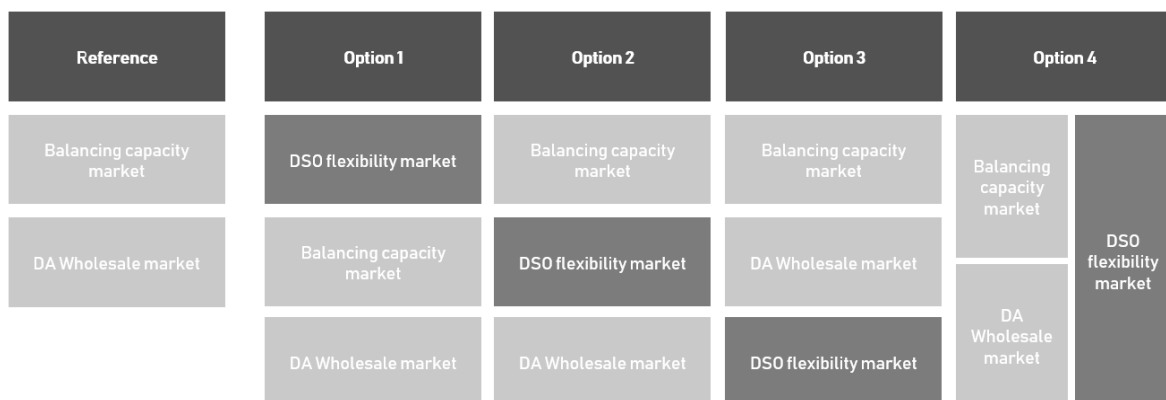 Reference
Option 1
Option 2
Option 3
Option 4
Balancing capacity
market
DSO flexibility market
Balancing capacity
market
Balancing capacity
market
Balancing
capacity
market
DSO
flexibility
market
DA Wholesale market
Balancing capacity
market
DSO flexibility market
DA Wholesale market
DA
Wholesale
market
DA Wholesale market
DA Wholesale market
DSO flexibility market